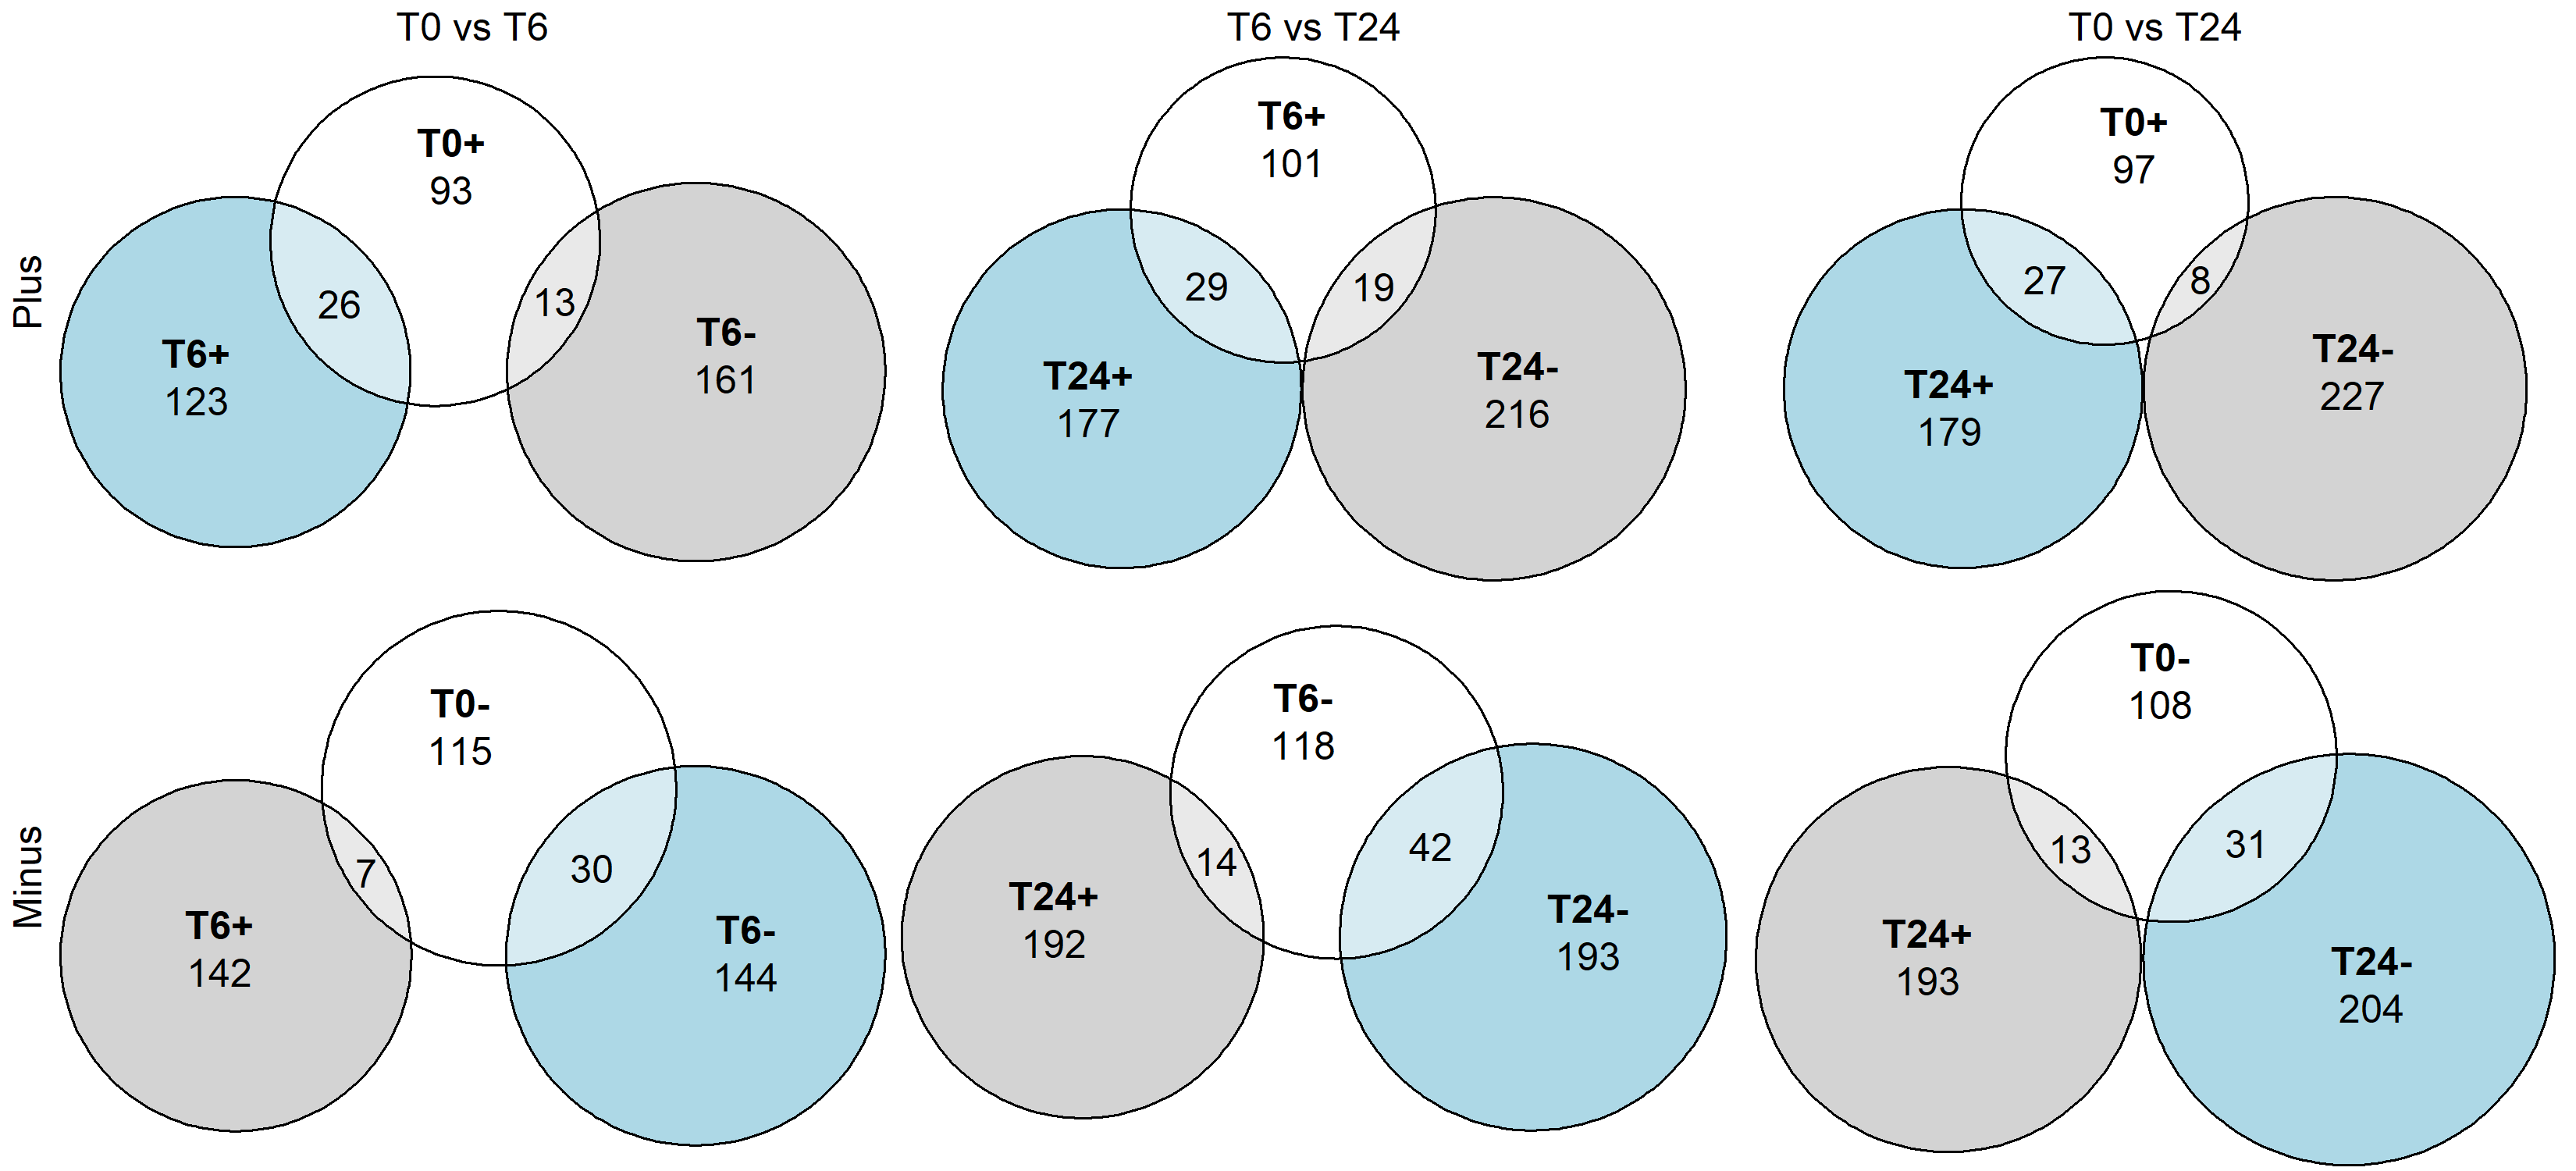 T0 vs T6
T6 vs T24
T0 vs T24
Plus
T0+
93
26
13
T6+
123
T6-
161
T6+
101
29
19
T24+
177
T24-
216
T0+
97
27
8
T24+
179
T24-
227
Minus
T0-
115
7
30
T6+
142
T6-
144
T6-
118
14
42
T24+
192
T24-
193
T0-
108
13
31
T24+
193
T24-
204